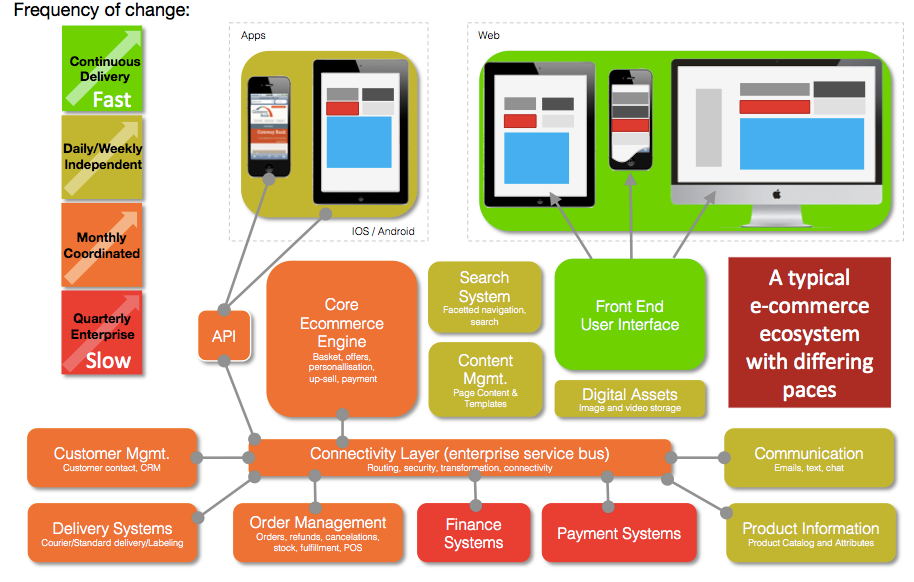 Frequency of change:
Continuous
Delivery
Fast
Daily/Weekly
Independent
Monthly
Coordinated
Quarterly
Enterprise
Slow
Apps
IOS / Android
Web
API
Core
Ecommerce
Engine
Basket, offers,
personallisation,
up-sell, payment
Search
System
Facetted navigation,
search
Content
Mgmt.
Page Content &
Templates
Front End
User Interface
Digital Assets
Image and video storage
A typical
e-commerce
ecosystem
with differing
paces
Customer Mgmt.
Customer contact, CRM
Connectivity Layer (enterprise service bus)
Routing, security, transformation, connectivity
Communication
Emails, text, chat
Delivery Systems
Courier/Standard delivery/Labeling
Order Management
Orders, refunds, cancelations,
stock, fulfillment, POS
Finance
Systems
Payment Systems
Product Information
Product Catalog and Attributes